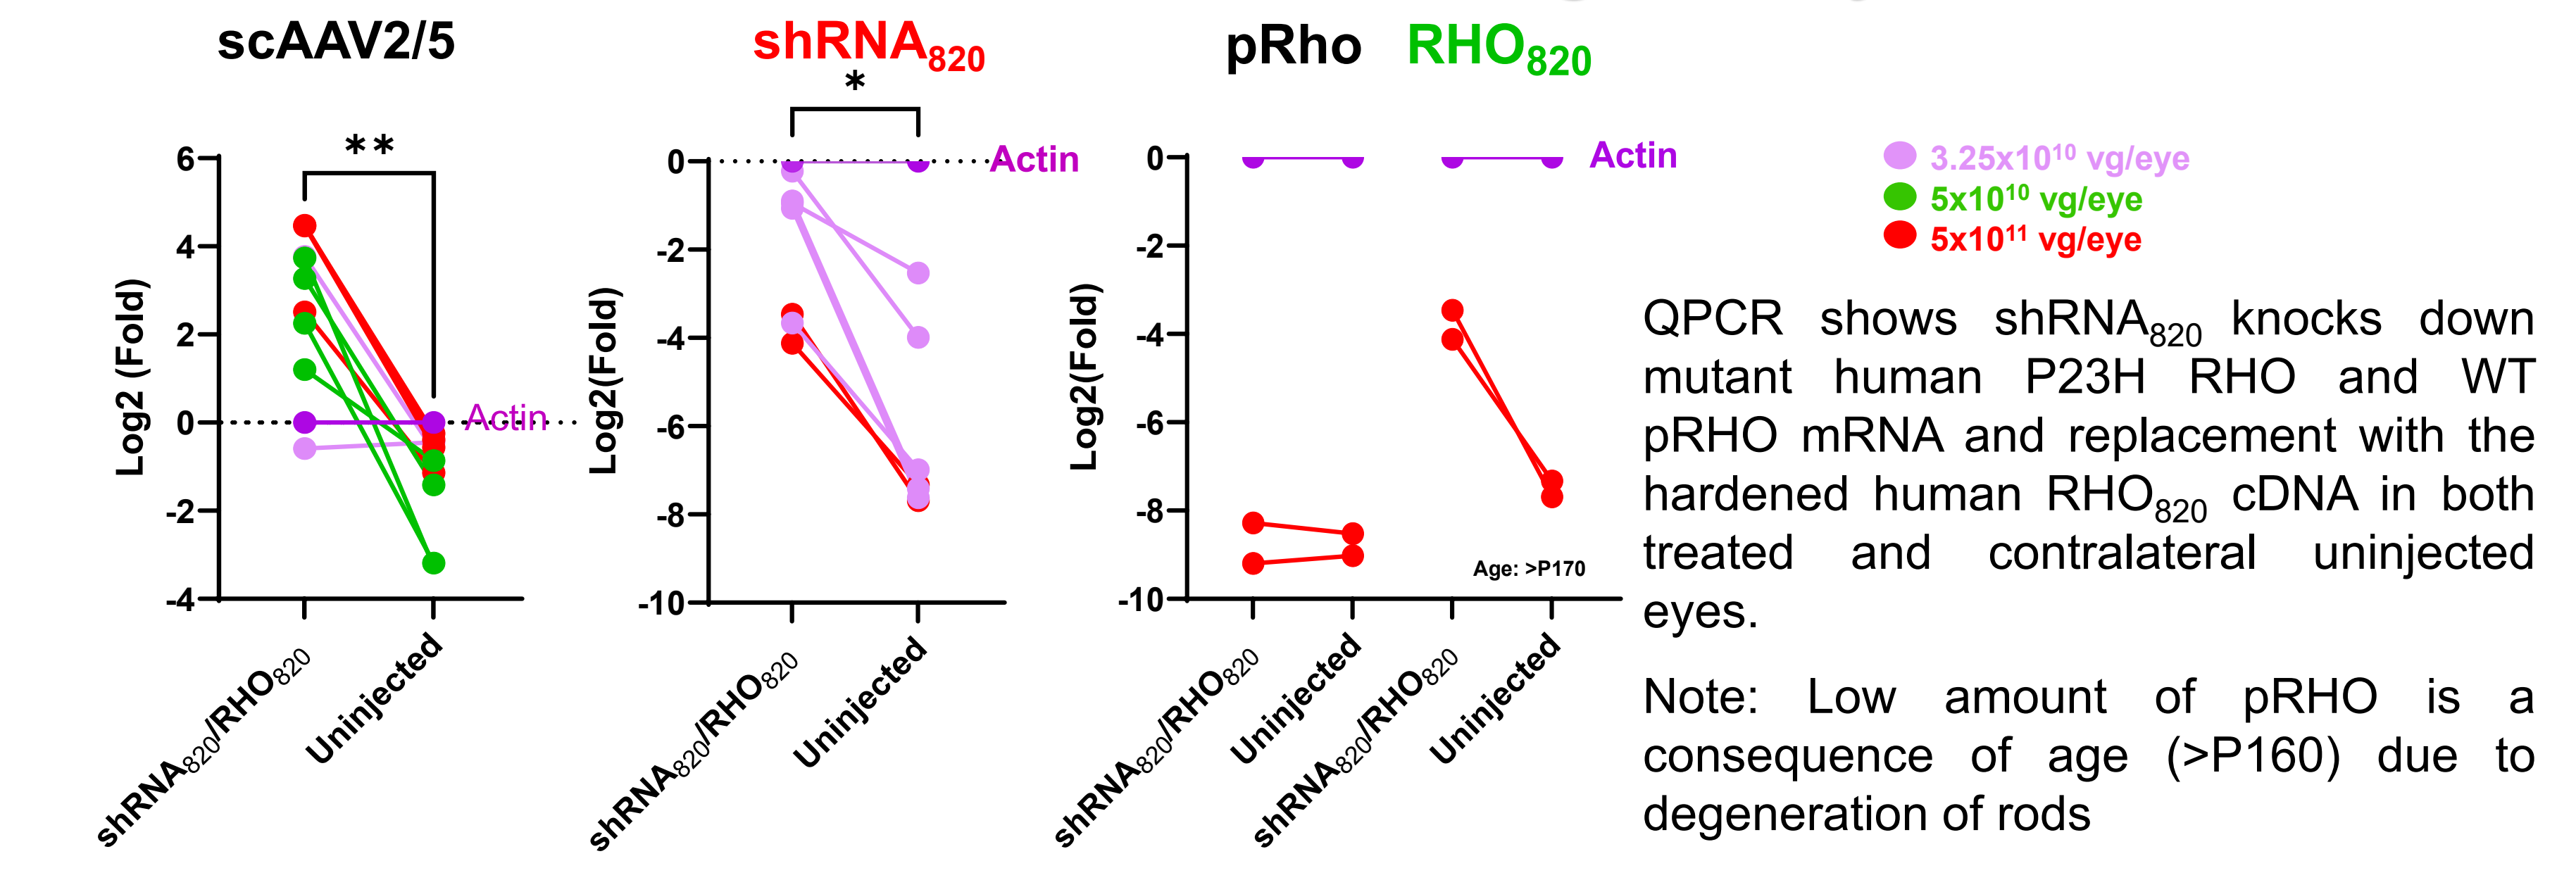 scAAV2/5
**
6
4
2
0
-2
-4
Log2 (Fold)
Actin
shRNA820/RHO820
Uninjected
shRNA820
*
0
-2
-4
-6
-8
-10
Log2(Fold)
Actin
shRNA820/RHO820
Uninjected
pRho RHO820
0
-2
-4
-6
-8
-10
Log2(Fold)
Actin
Age: >P170
shRNA820/RHO820
Uninjected
shRNA820/RHO820
Uninjected
3.25x10¹⁰ vg/eye
5x10¹⁰ vg/eye
5x10¹¹ vg/eye
QPCR shows shRNA820 knocks down
mutant human P23H RHO and WT
pRHO mRNA and replacement with the
hardened human RHO820 cDNA in both
treated and contralateral uninjected
eyes.
Note: Low amount of pRHO is a
consequence of age (>P160) due to
degeneration of rods